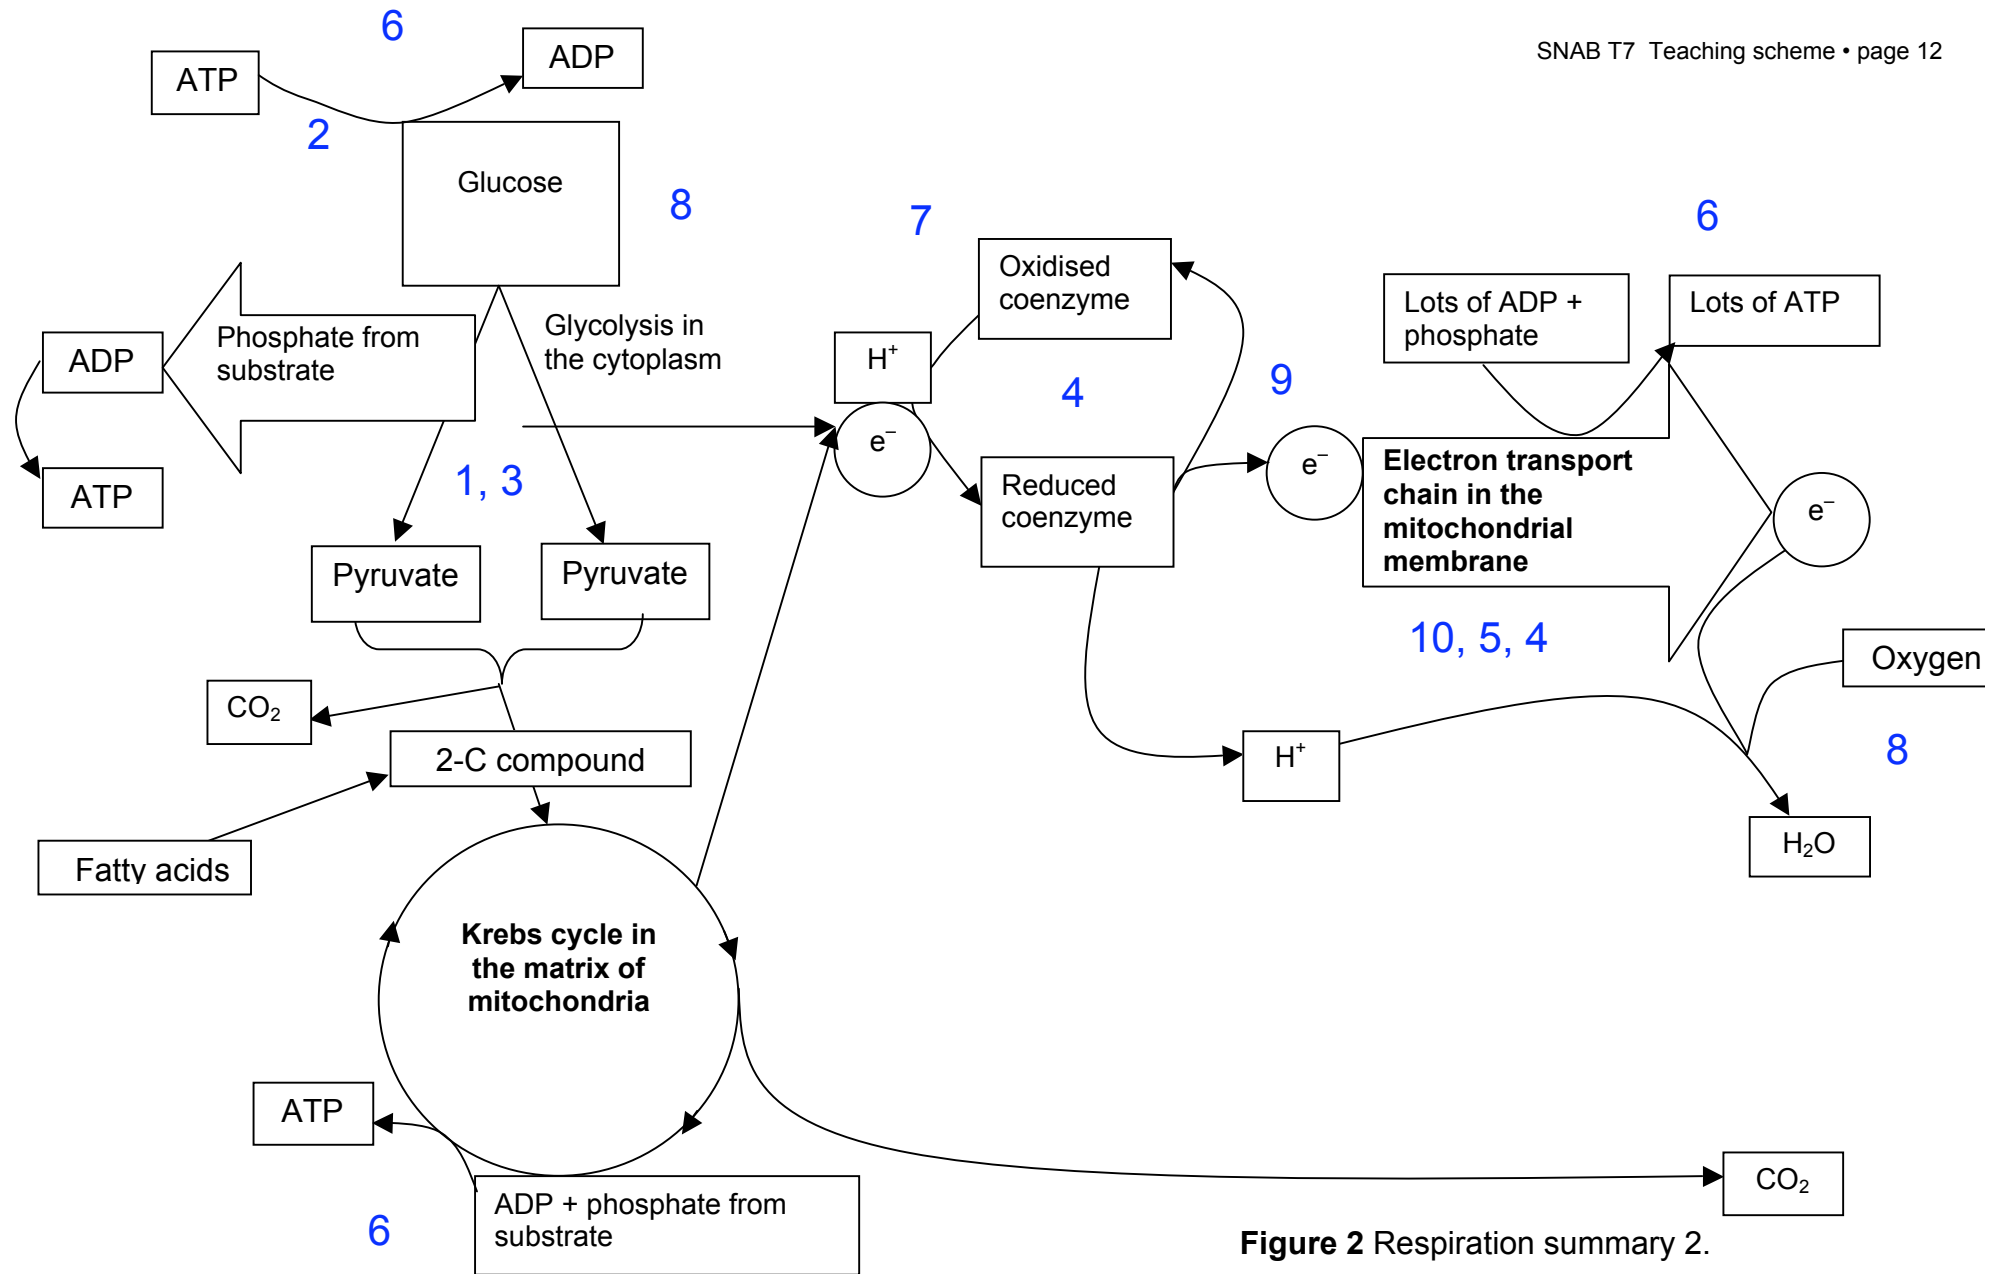 SNAB T7 Teaching scheme • page 12
6
ATP
ADP
2
Glucose
8
7
6
Oxidised
coenzyme
Lots of ADP +
phosphate
Lots of ATP
Glycolysis in
the cytoplasm
Phosphate from
substrate
ADP
H⁺
4
9
e⁻
e⁻
Electron transport
chain in the
mitochondrial
membrane
e⁻
1, 3
ATP
Reduced
coenzyme
Pyruvate
Pyruvate
10, 5, 4
Oxygen
CO₂
2-C compound
H⁺
8
Fatty acids
H₂O
Krebs cycle in
the matrix of
mitochondria
ATP
CO₂
ADP + phosphate from
substrate
6
Figure 2 Respiration summary 2.